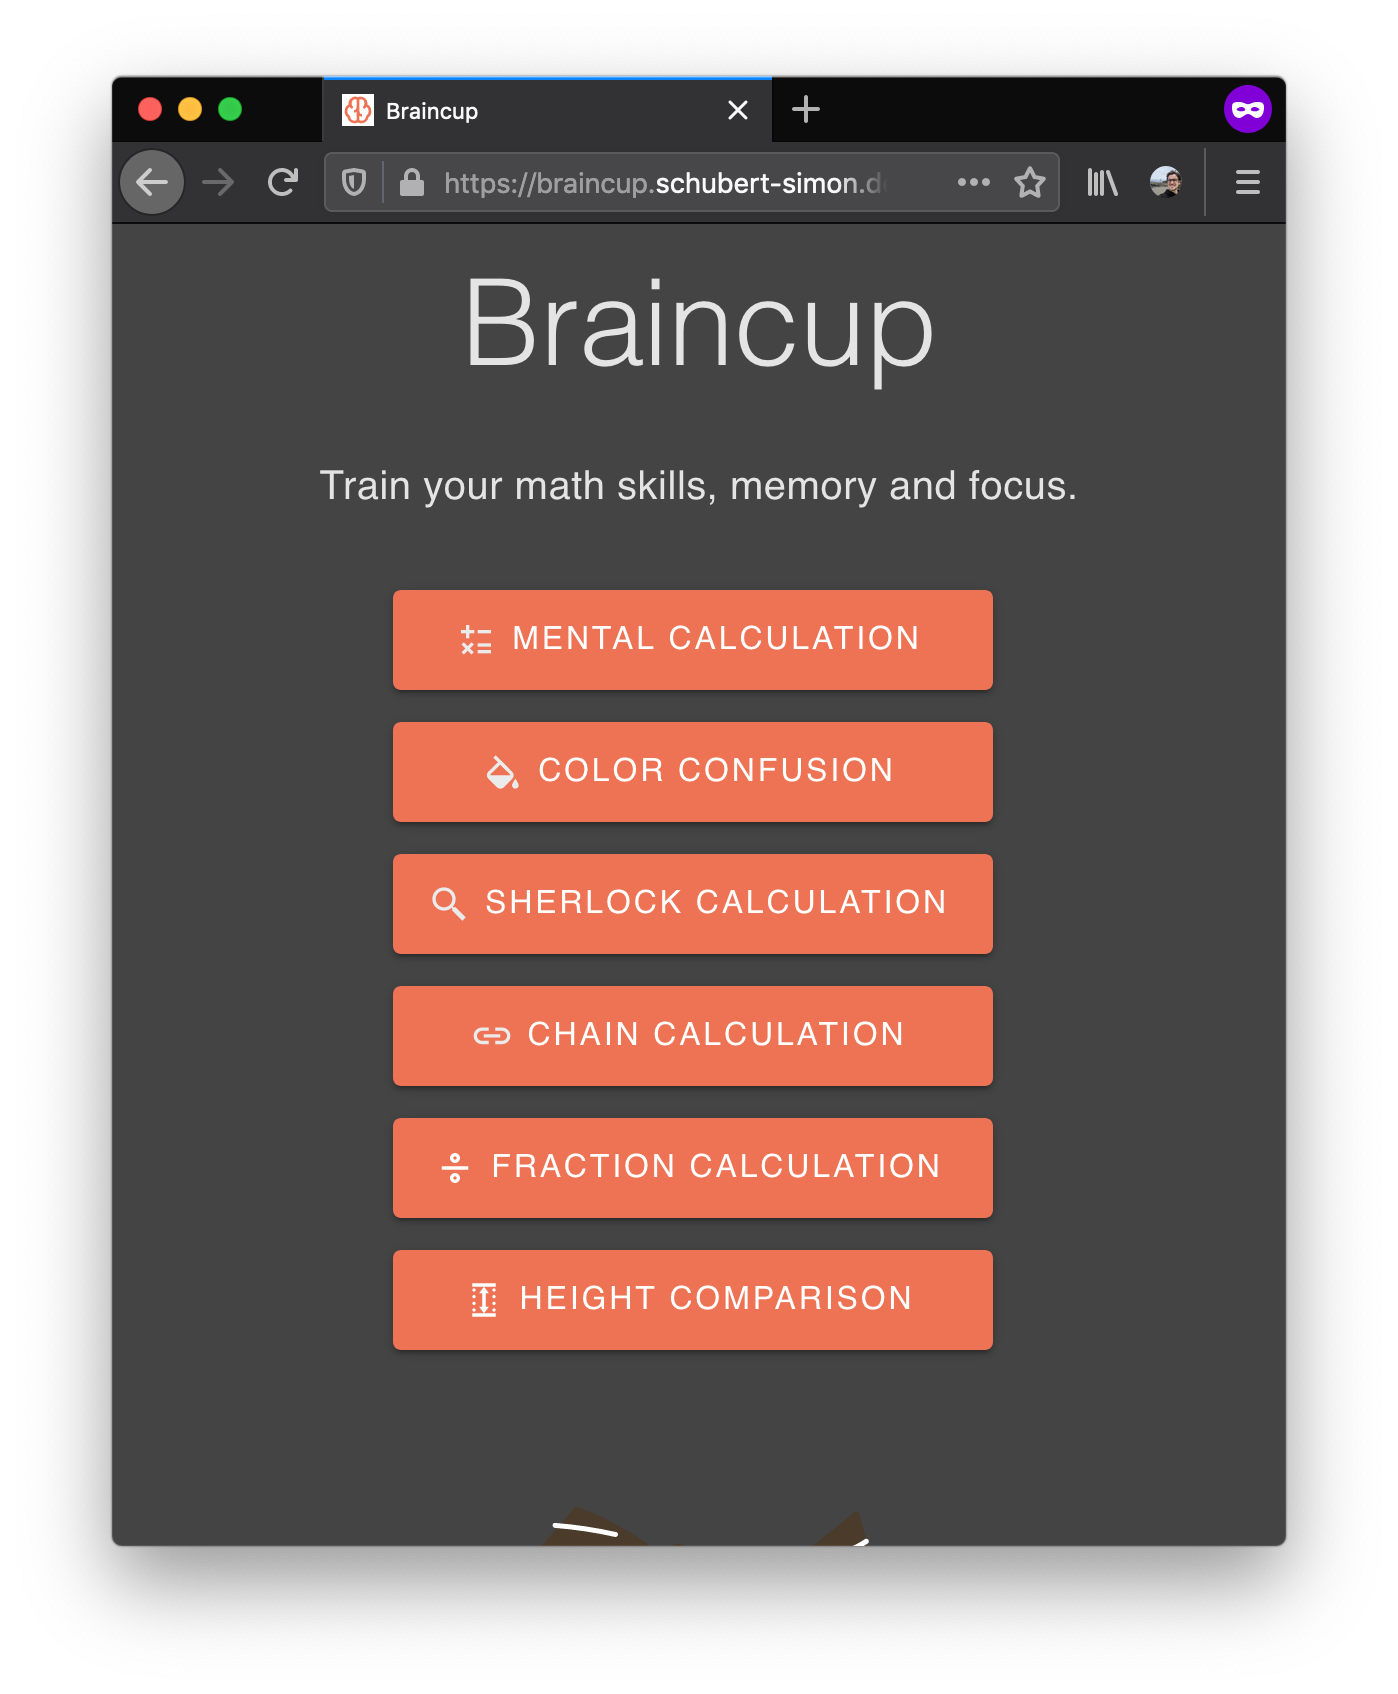 Braincup
https://braincup.schubert-simon.d
Braincup
Train your math skills, memory and focus.
MENTAL CALCULATION
COLOR CONFUSION
SHERLOCK CALCULATION
CHAIN CALCULATION
FRACTION CALCULATION
HEIGHT COMPARISON